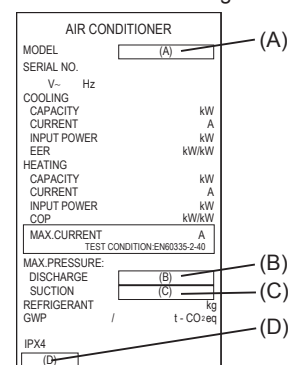 AIR CONDITIONER
MODEL (A) (A)
SERIAL NO.
V~ Hz
COOLING
CAPACITY kW
CURRENT A
INPUT POWER kW
EER kW/kW
HEATING
CAPACITY kW
CURRENT A
INPUT POWER kW
COP kW/kW
MAX.CURRENT A
TEST CONDITION:EN60335-2-40
MAX.PRESSURE:
DISCHARGE (B) (B)
SUCTION (C) (C)
REFRIGERANT kg
GWP / t - CO2eq
IPX4
(D) (D)